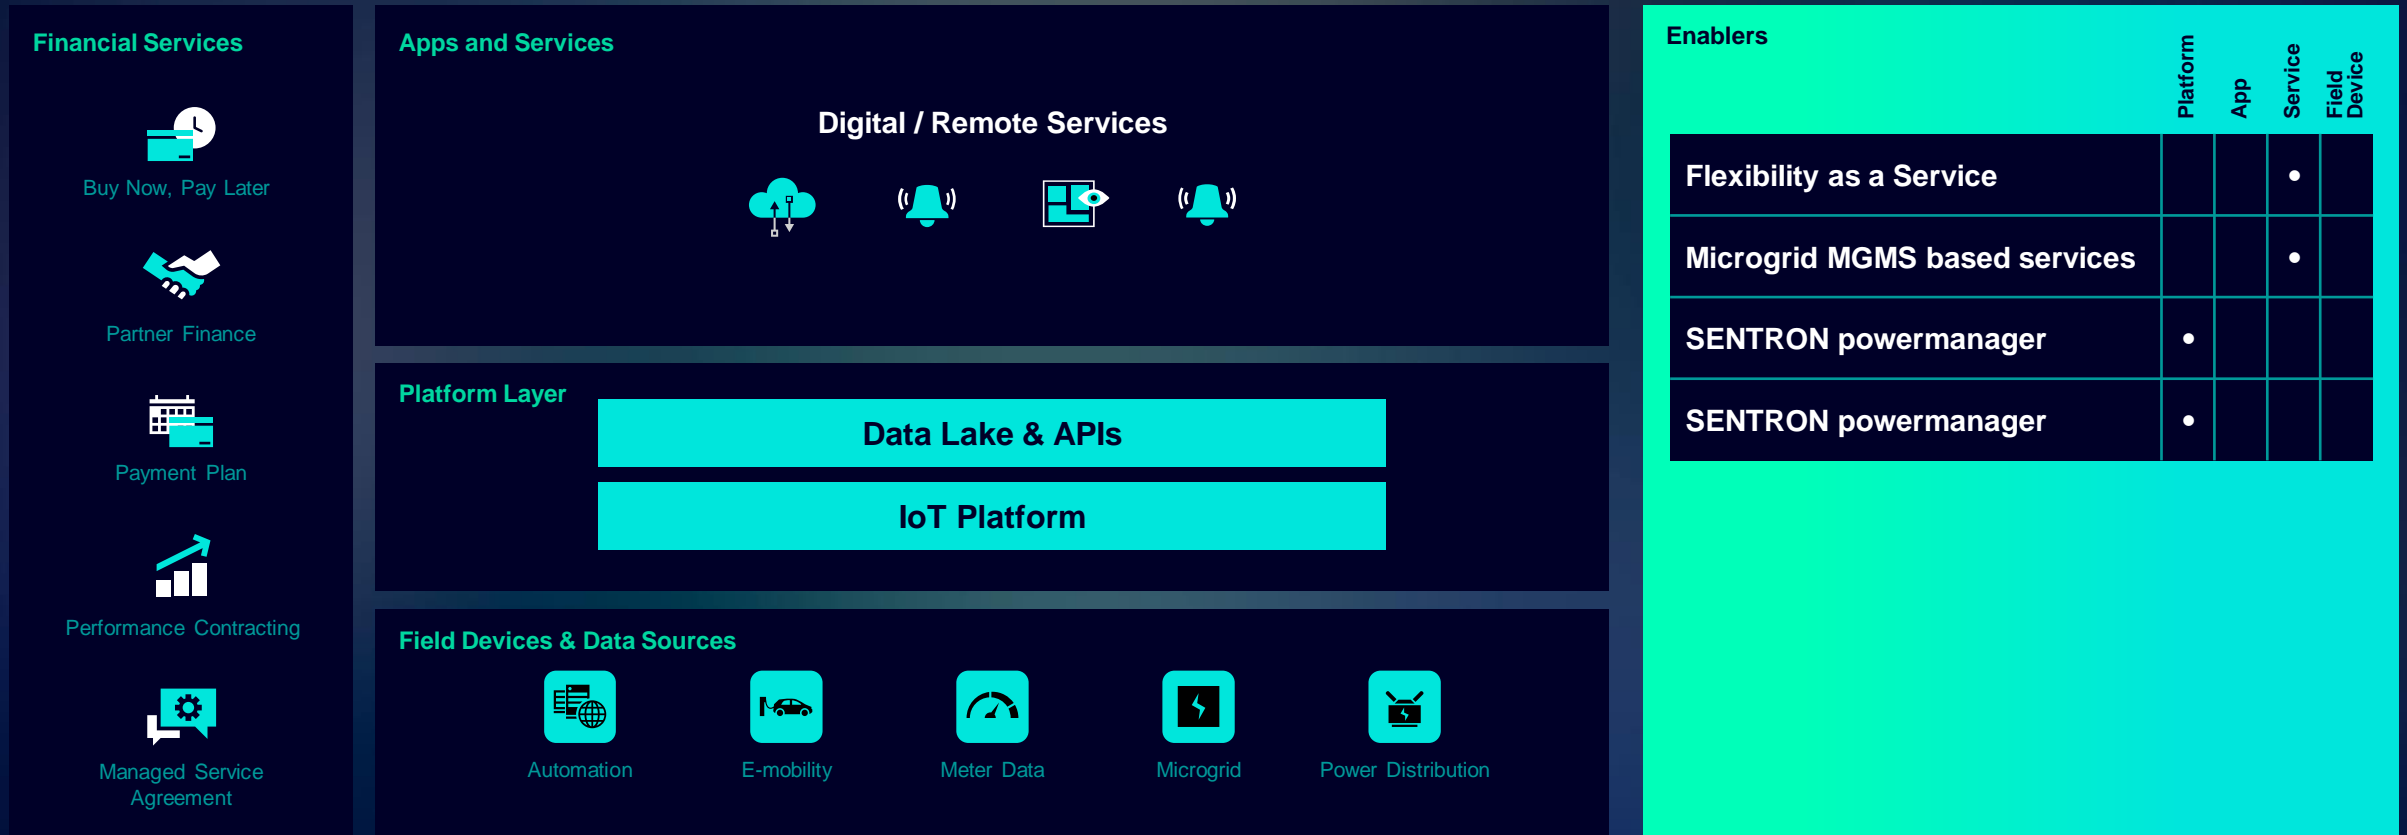 Financial Services
Buy Now, Pay Later
Partner Finance
Payment Plan
Performance Contracting
Managed Service
Agreement
Apps and Services
Digital / Remote Services
Platform Layer
Data Lake & APIs
IoT Platform
Field Devices & Data Sources
Automation
E-mobility
Meter Data
Microgrid
Power Distribution
Enablers
Platform
App
Service
Field
Device
Flexibility as a Service
Microgrid MGMS based services
SENTRON powermanager
SENTRON powermanager